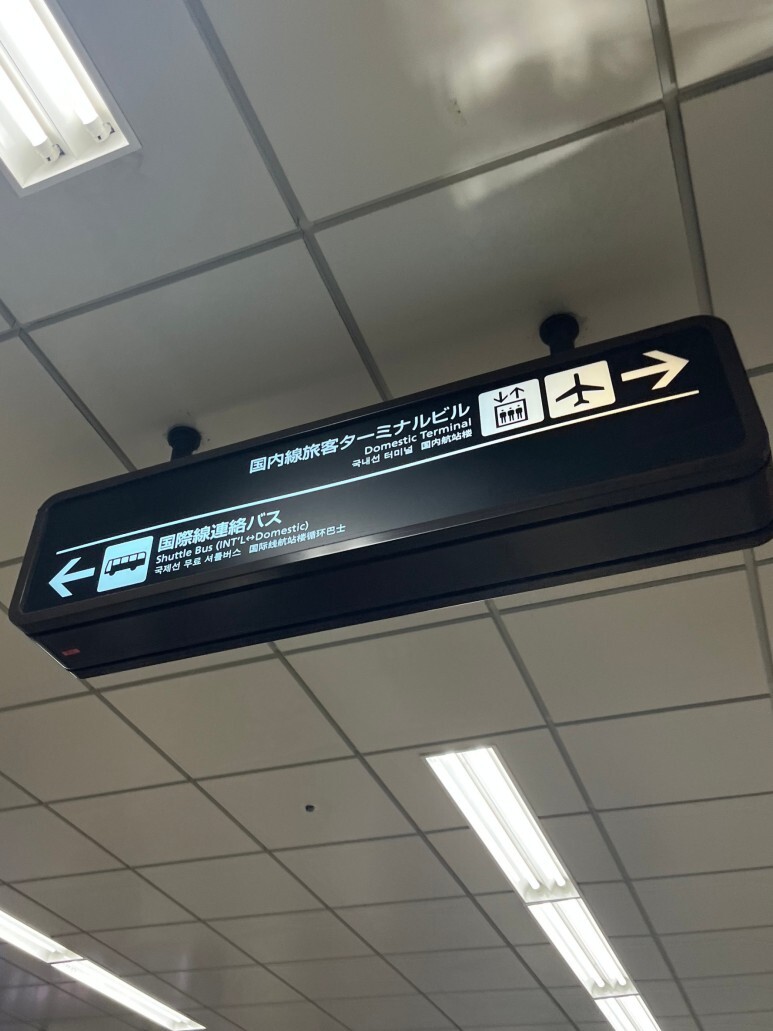 国内線旅客ターミナルビル
Domestic Terminal
국내선 터미널 国内航站楼
国際線連絡バス
Shuttle Bus (INT'L↔Domestic)
국제선 무료 셔틀버스 国际线航站楼循环巴士